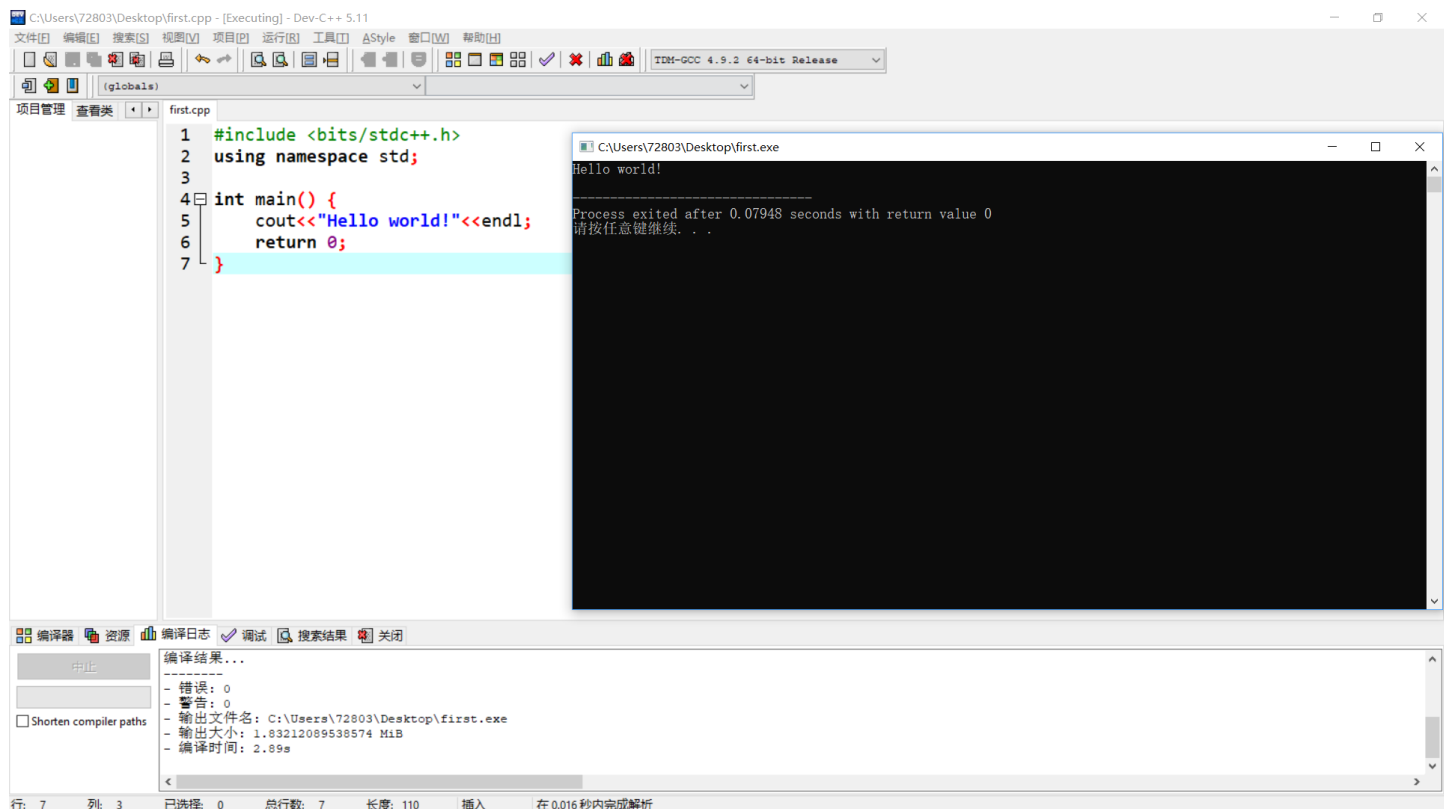 C:\Users\72803\Desktop\first.cpp - [Executing] - Dev-C++ 5.11
文件[F] 编辑[E] 搜索[S] 视图[V] 项目[P] 运行[R] 工具[T] AStyle 窗口[W] 帮助[H]
TDM-GCC 4.9.2 64-bit Release
(globals)
项目管理 查看类 first.cpp
1 #include <bits/stdc++.h>
2 using namespace std;
3
4 int main() {
5 cout<<"Hello world!"<<endl;
6 return 0;
7 }
C:\Users\72803\Desktop\first.exe
Hello world!
--------------------------------
Process exited after 0.07948 seconds with return value 0
请按任意键继续. . .
编译器 资源 编译日志 调试 搜索结果 关闭
中止
Shorten compiler paths
编译结果...
--------
- 错误: 0
- 警告: 0
- 输出文件名: C:\Users\72803\Desktop\first.exe
- 输出大小: 1.83212089538574 MiB
- 编译时间: 2.89s
行: 7 列: 3 已选择: 0 总行数: 7 长度: 110 插入 在 0.016 秒内完成解析